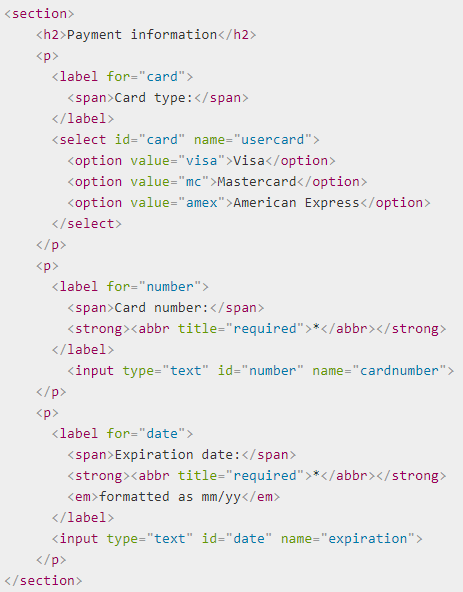 <section>
    <h2>Payment information</h2>
    <p>
      <label for="card">
        <span>Card type:</span>
      </label>
      <select id="card" name="usercard">
        <option value="visa">Visa</option>
        <option value="mc">Mastercard</option>
        <option value="amex">American Express</option>
      </select>
    </p>
    <p>
      <label for="number">
        <span>Card number:</span>
        <strong><abbr title="required">*</abbr></strong>
      </label>
        <input type="text" id="number" name="cardnumber">
    </p>
    <p>
      <label for="date">
        <span>Expiration date:</span>
        <strong><abbr title="required">*</abbr></strong>
        <em>formatted as mm/yy</em>
      </label>
      <input type="text" id="date" name="expiration">
    </p>
</section>